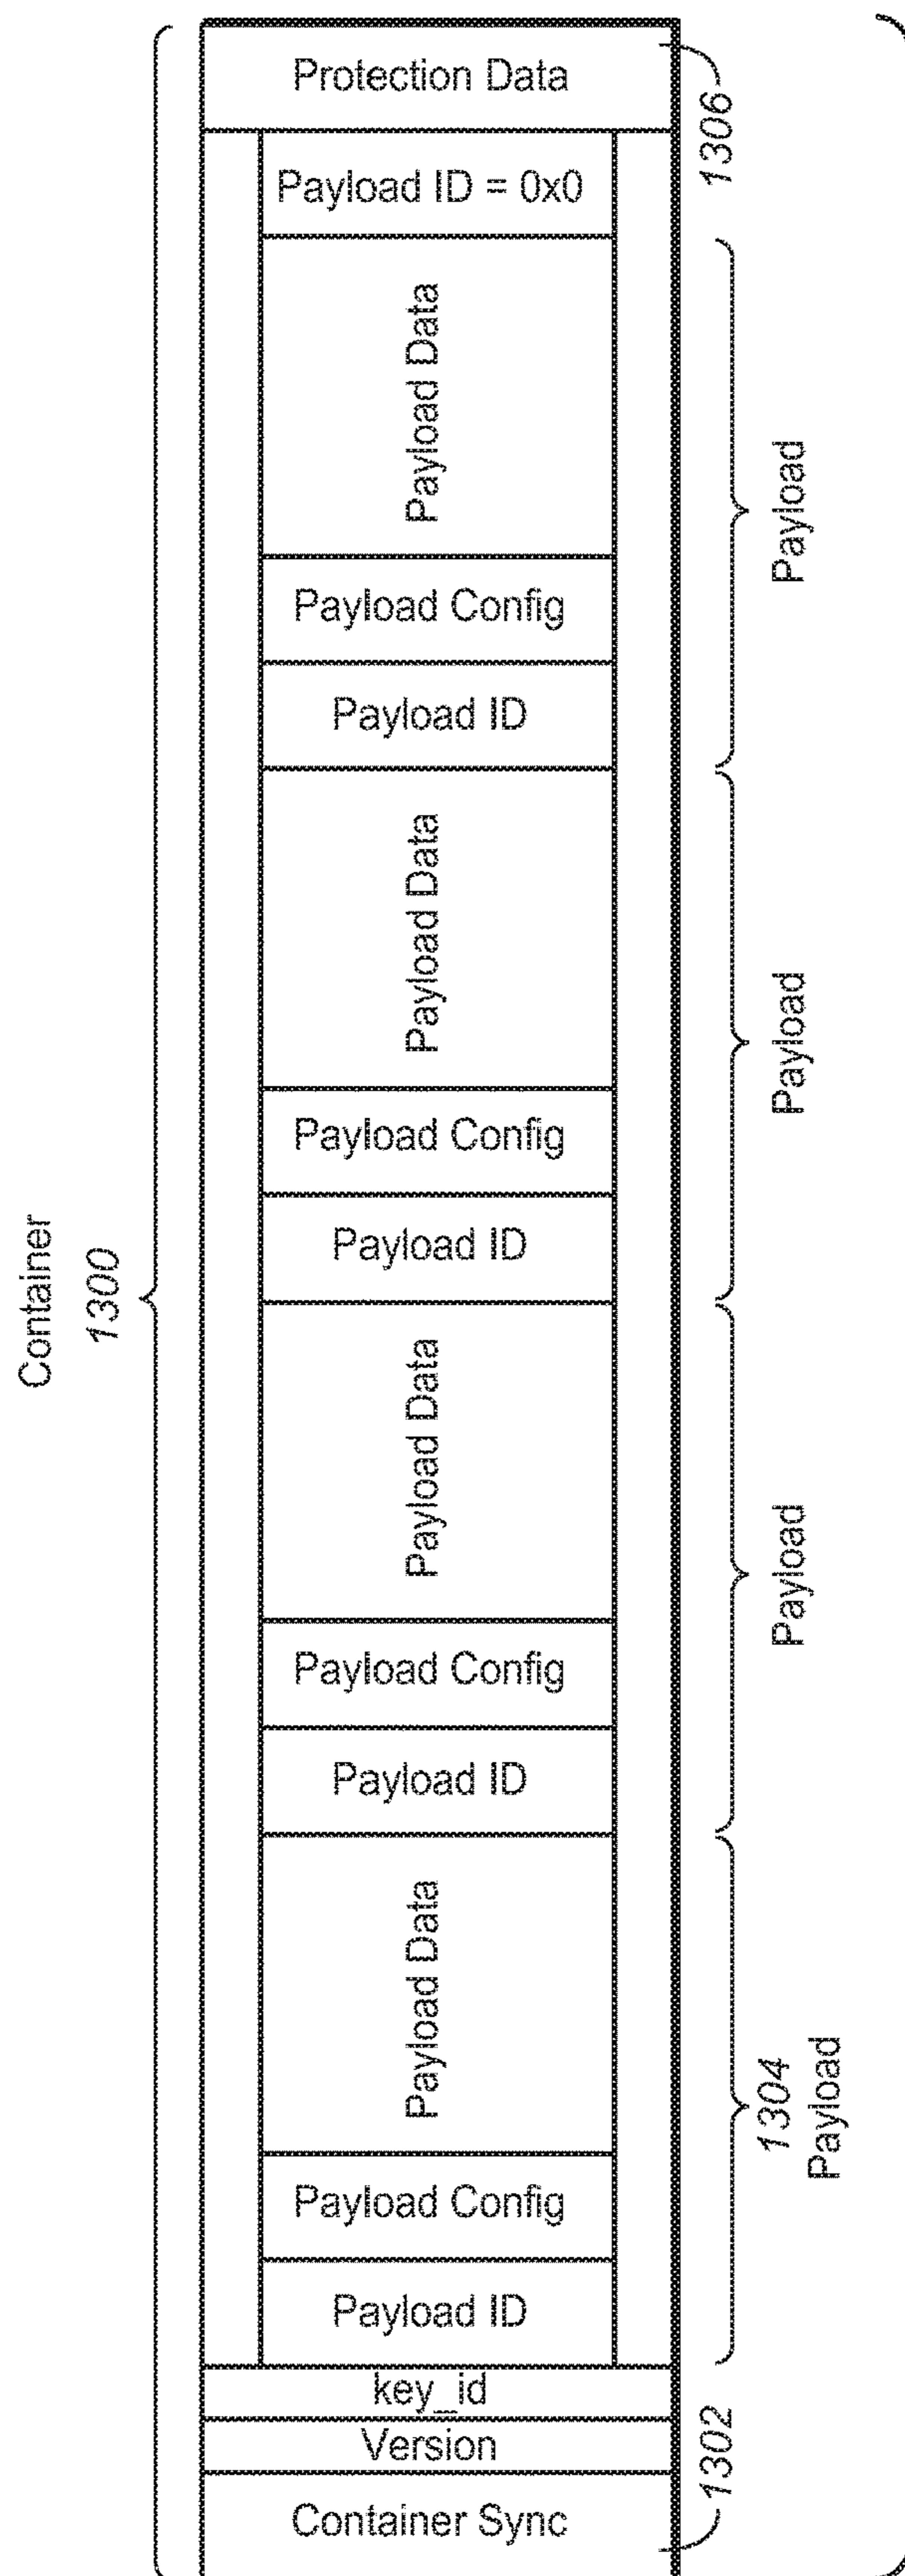 Container
1300
Protection Data
1306
Payload ID = 0x0
Payload Data
Payload
Payload Config
Payload ID
Payload Data
Payload
Payload Config
Payload ID
Payload Data
Payload
Payload Config
Payload ID
Payload Data
1304
Payload
Payload Config
Payload ID
key_id
Version
1302
Container Sync